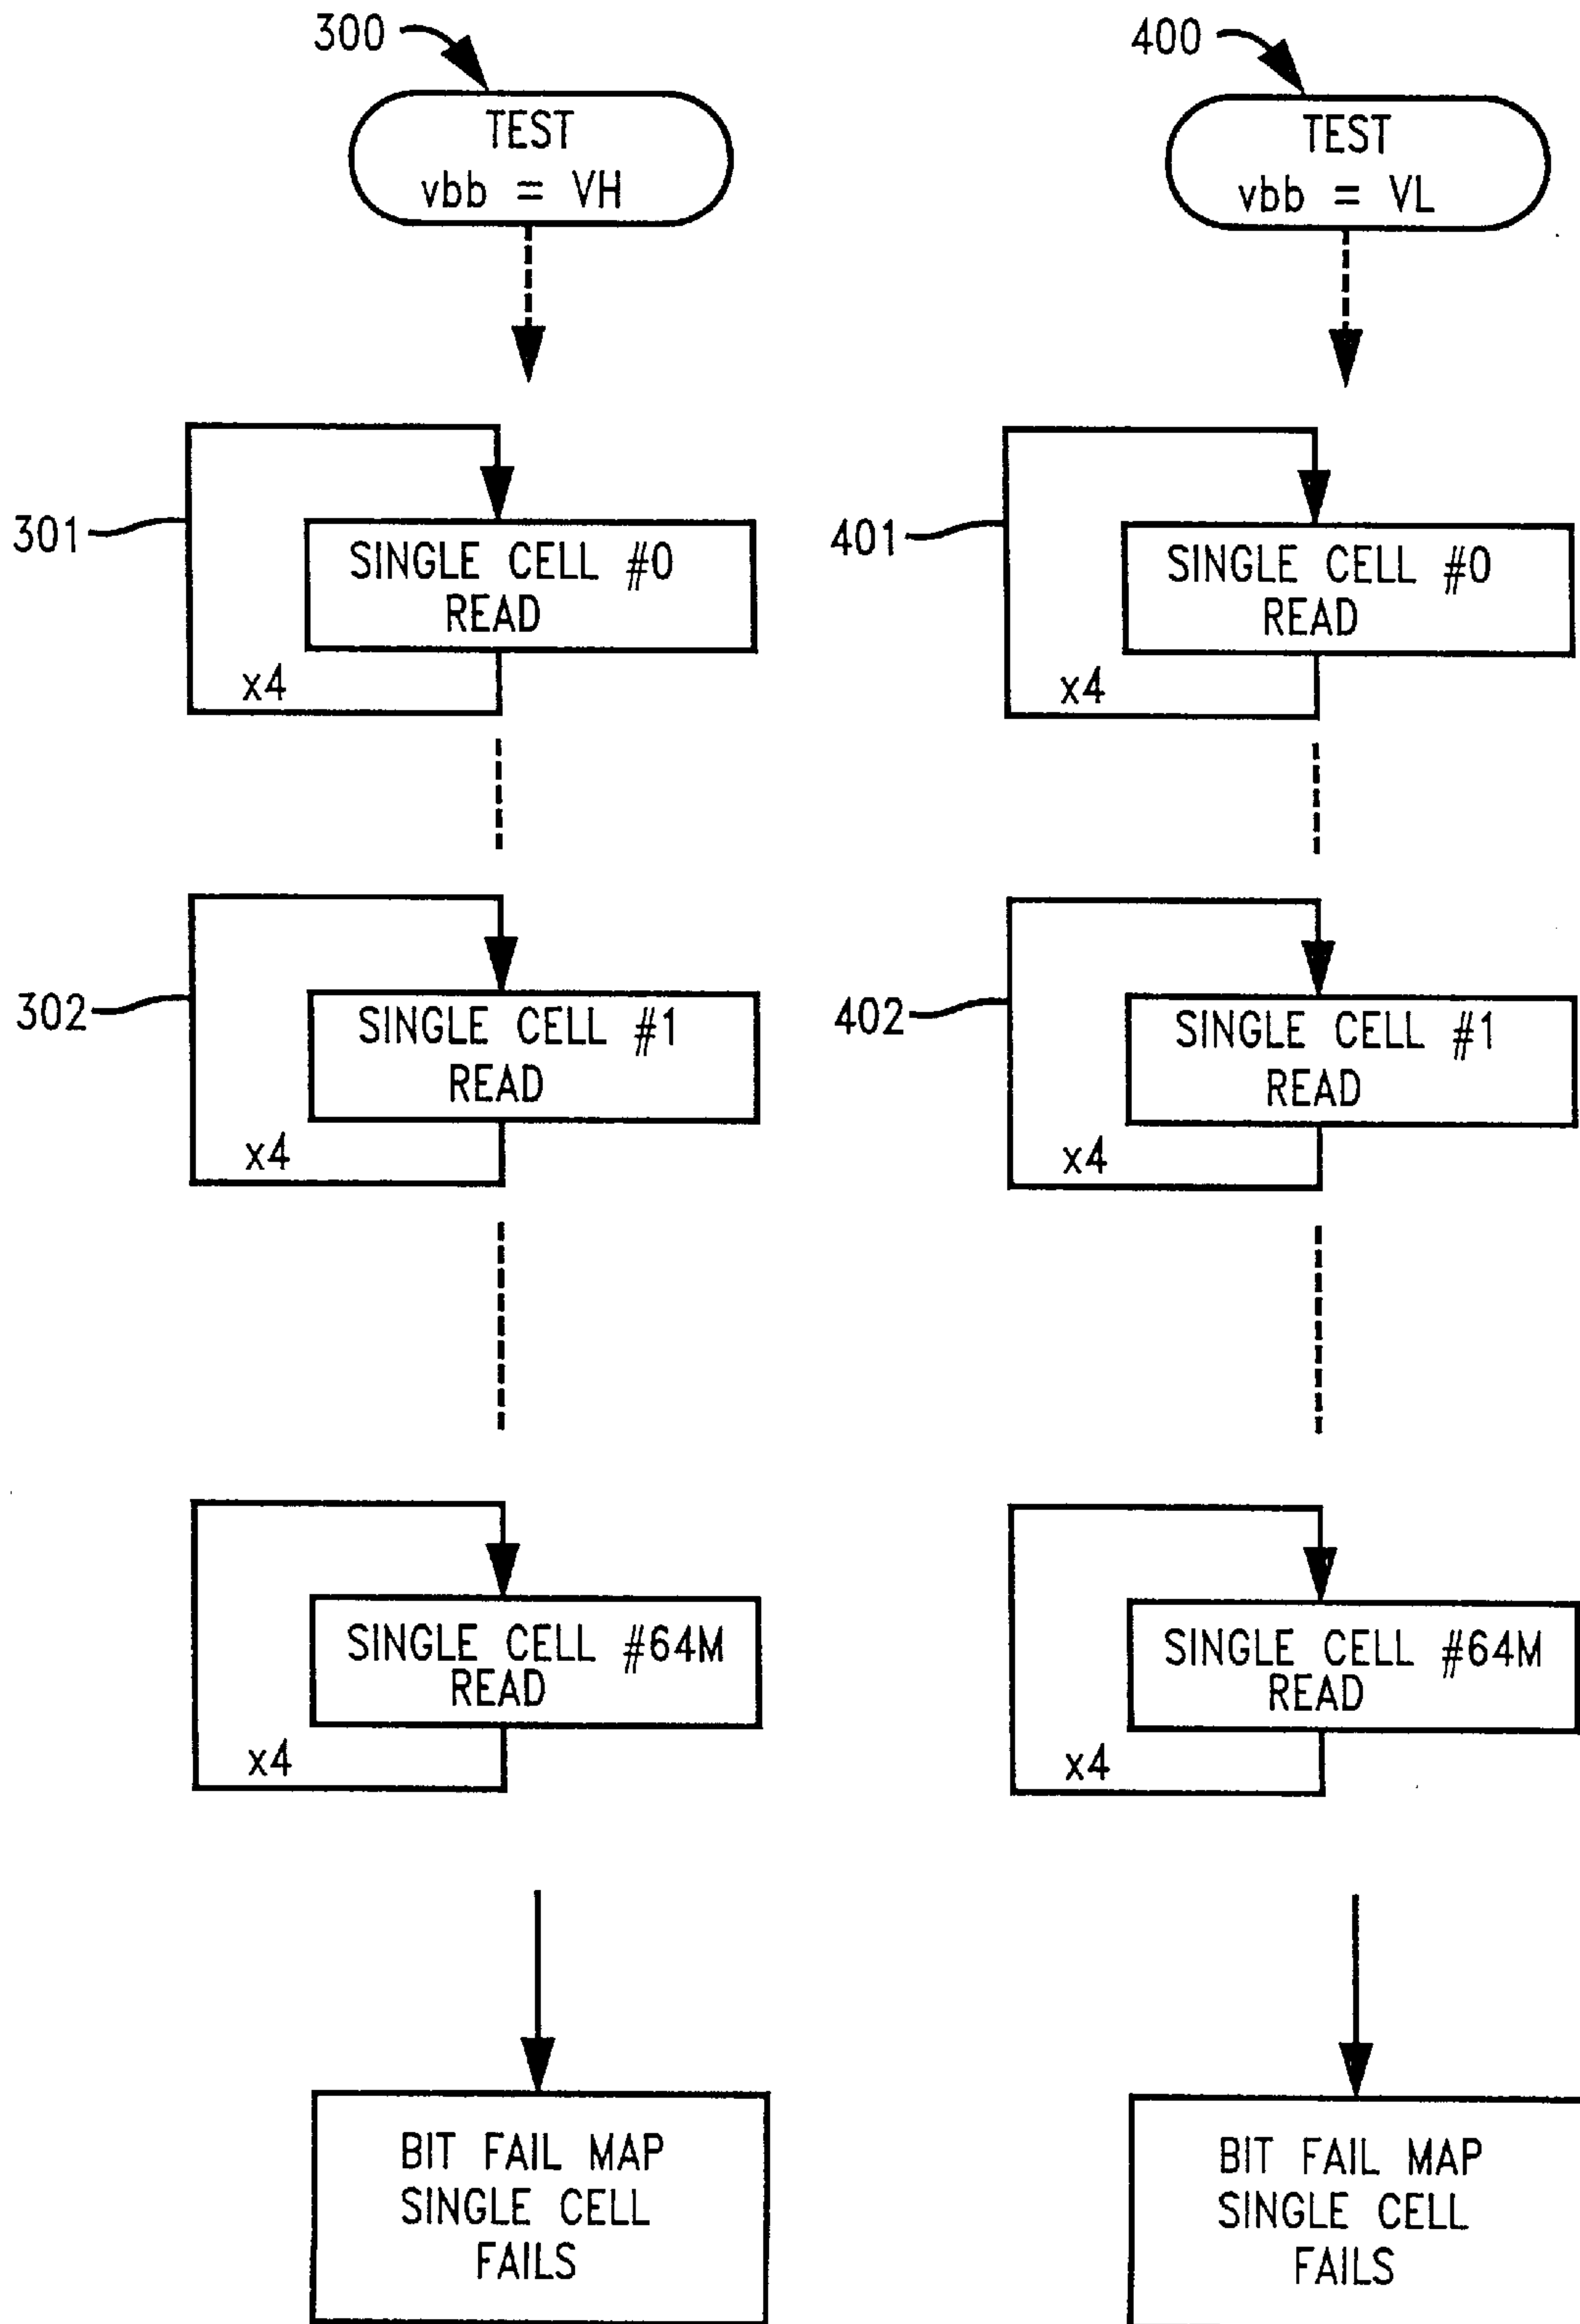 300
TEST
vbb = VH
301
SINGLE CELL #0
READ
x4
302
SINGLE CELL #1
READ
x4
SINGLE CELL #64M
READ
x4
BIT FAIL MAP
SINGLE CELL
FAILS
400
TEST
vbb = VL
401
SINGLE CELL #0
READ
x4
402
SINGLE CELL #1
READ
x4
SINGLE CELL #64M
READ
x4
BIT FAIL MAP
SINGLE CELL
FAILS